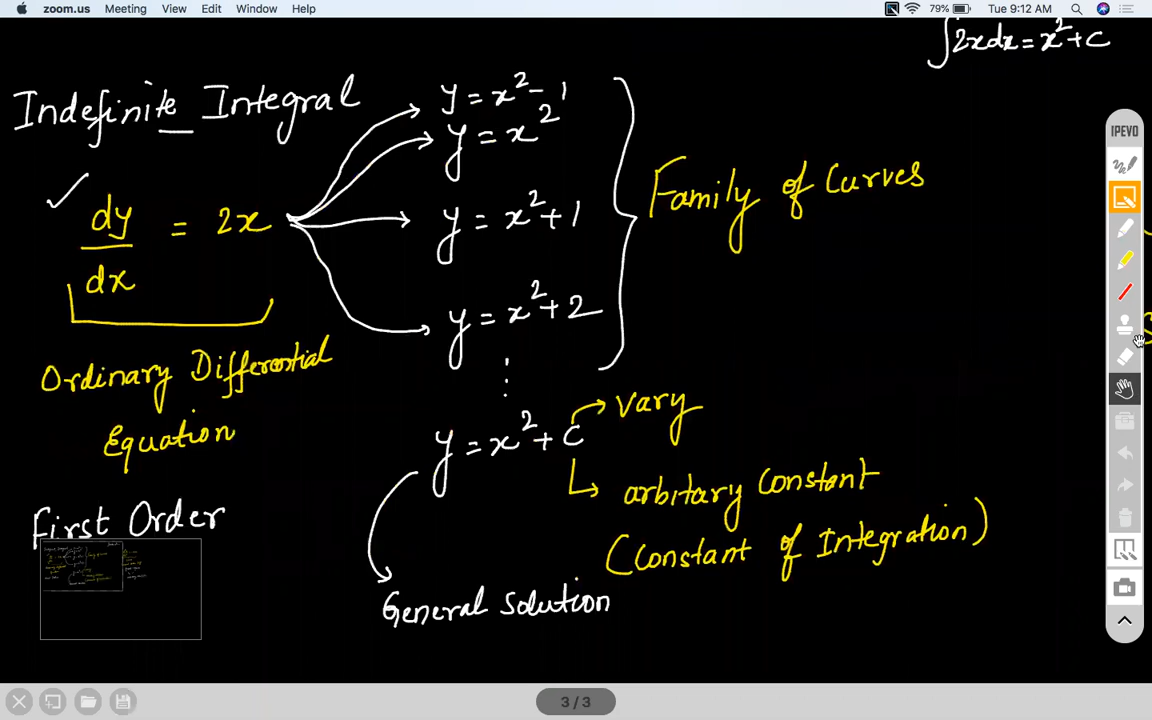 zoom.us Meeting View Edit Window Help 79% Tue 9:12 AM
∫2xdx = x²+c
Indefinite Integral
y = x² - 1
y = x²
IPEVO
Family of Curves
dy/dx = 2x
y = x²+1
y = x²+2
Ordinary Differential
Equation
y = x²+c
vary
arbitary constant
(Constant of Integration)
First Order
General solution
3 / 3